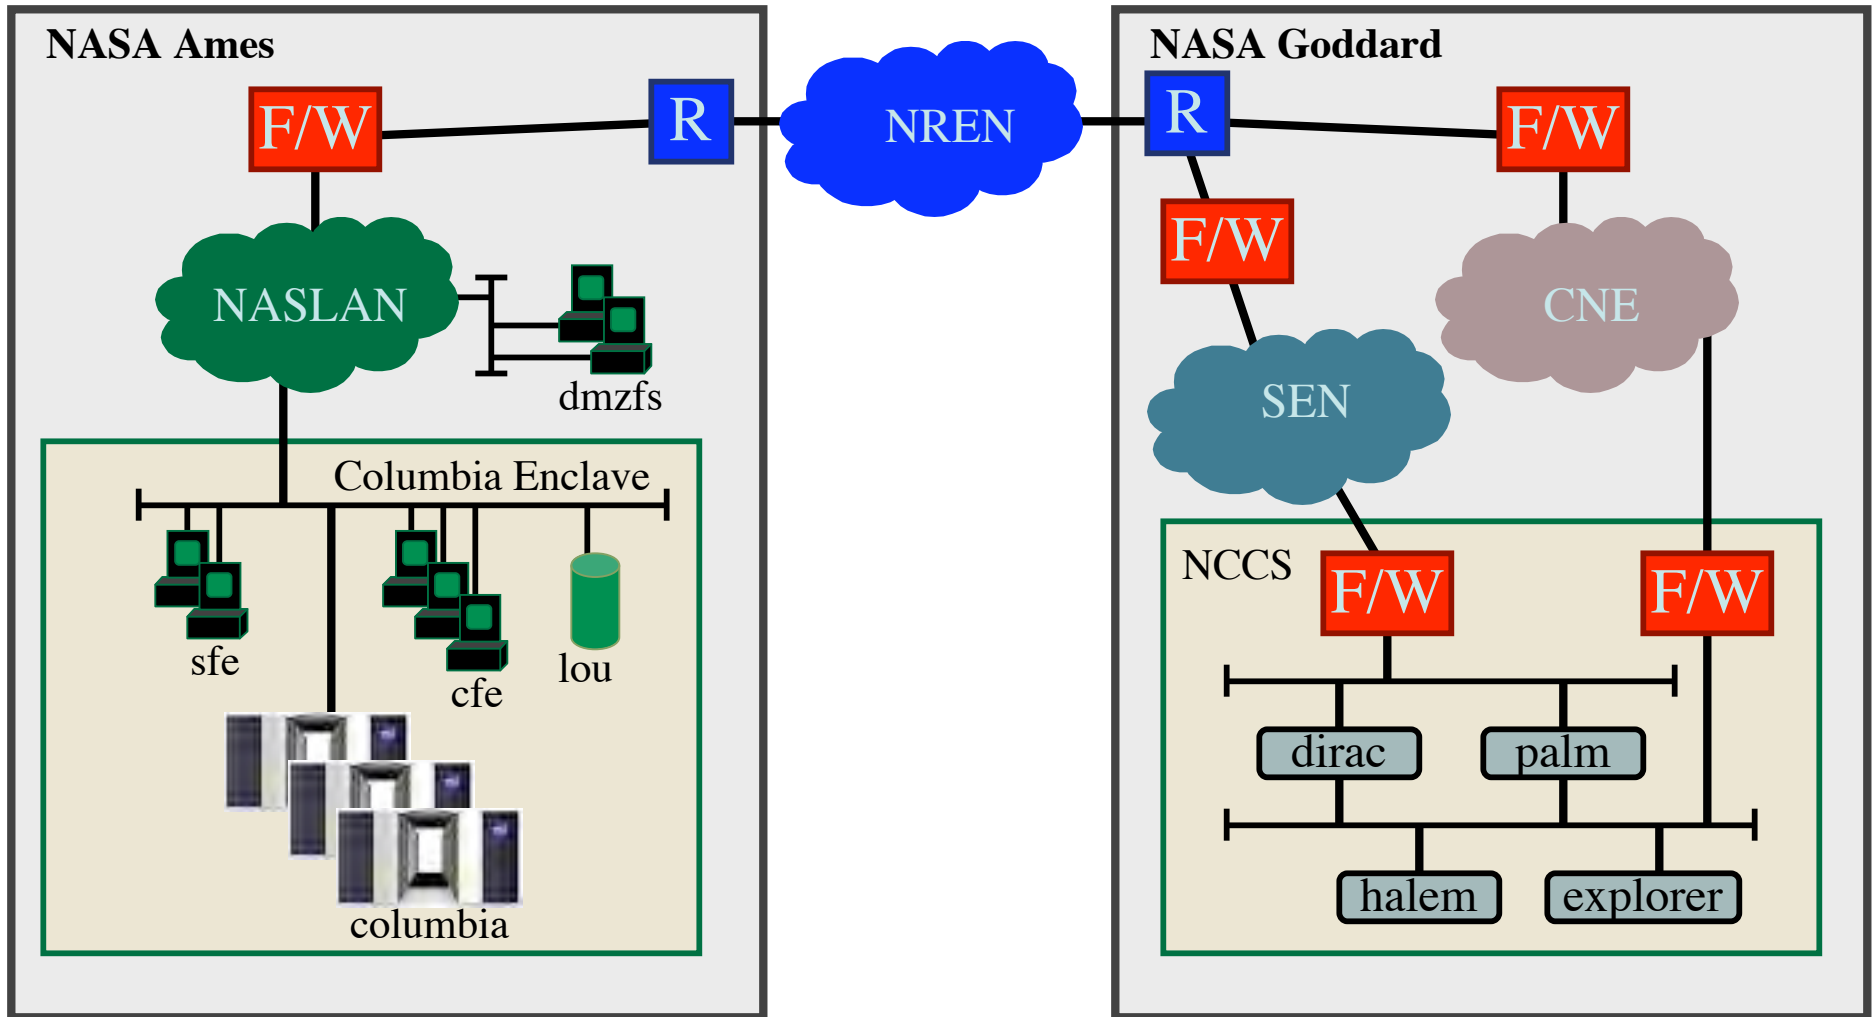 NASA Ames
F/W
R
NREN
NASLAN
dmzfs
Columbia Enclave
sfe
cfe
lou
columbia
NASA Goddard
R
F/W
F/W
CNE
SEN
NCCS
F/W
F/W
dirac
palm
halem
explorer